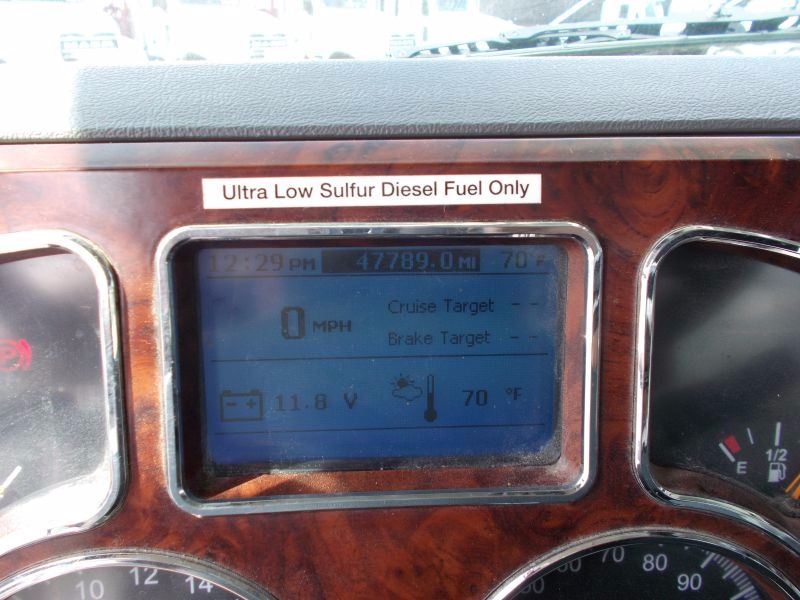 Ultra Low Sulfur Diesel Fuel Only
12:29 PM 47789.0 MI 70°F
0 MPH
Cruise Target - -
Brake Target - -
11.8 V 70 °F
E 1/2
10 12 14
70 80 90